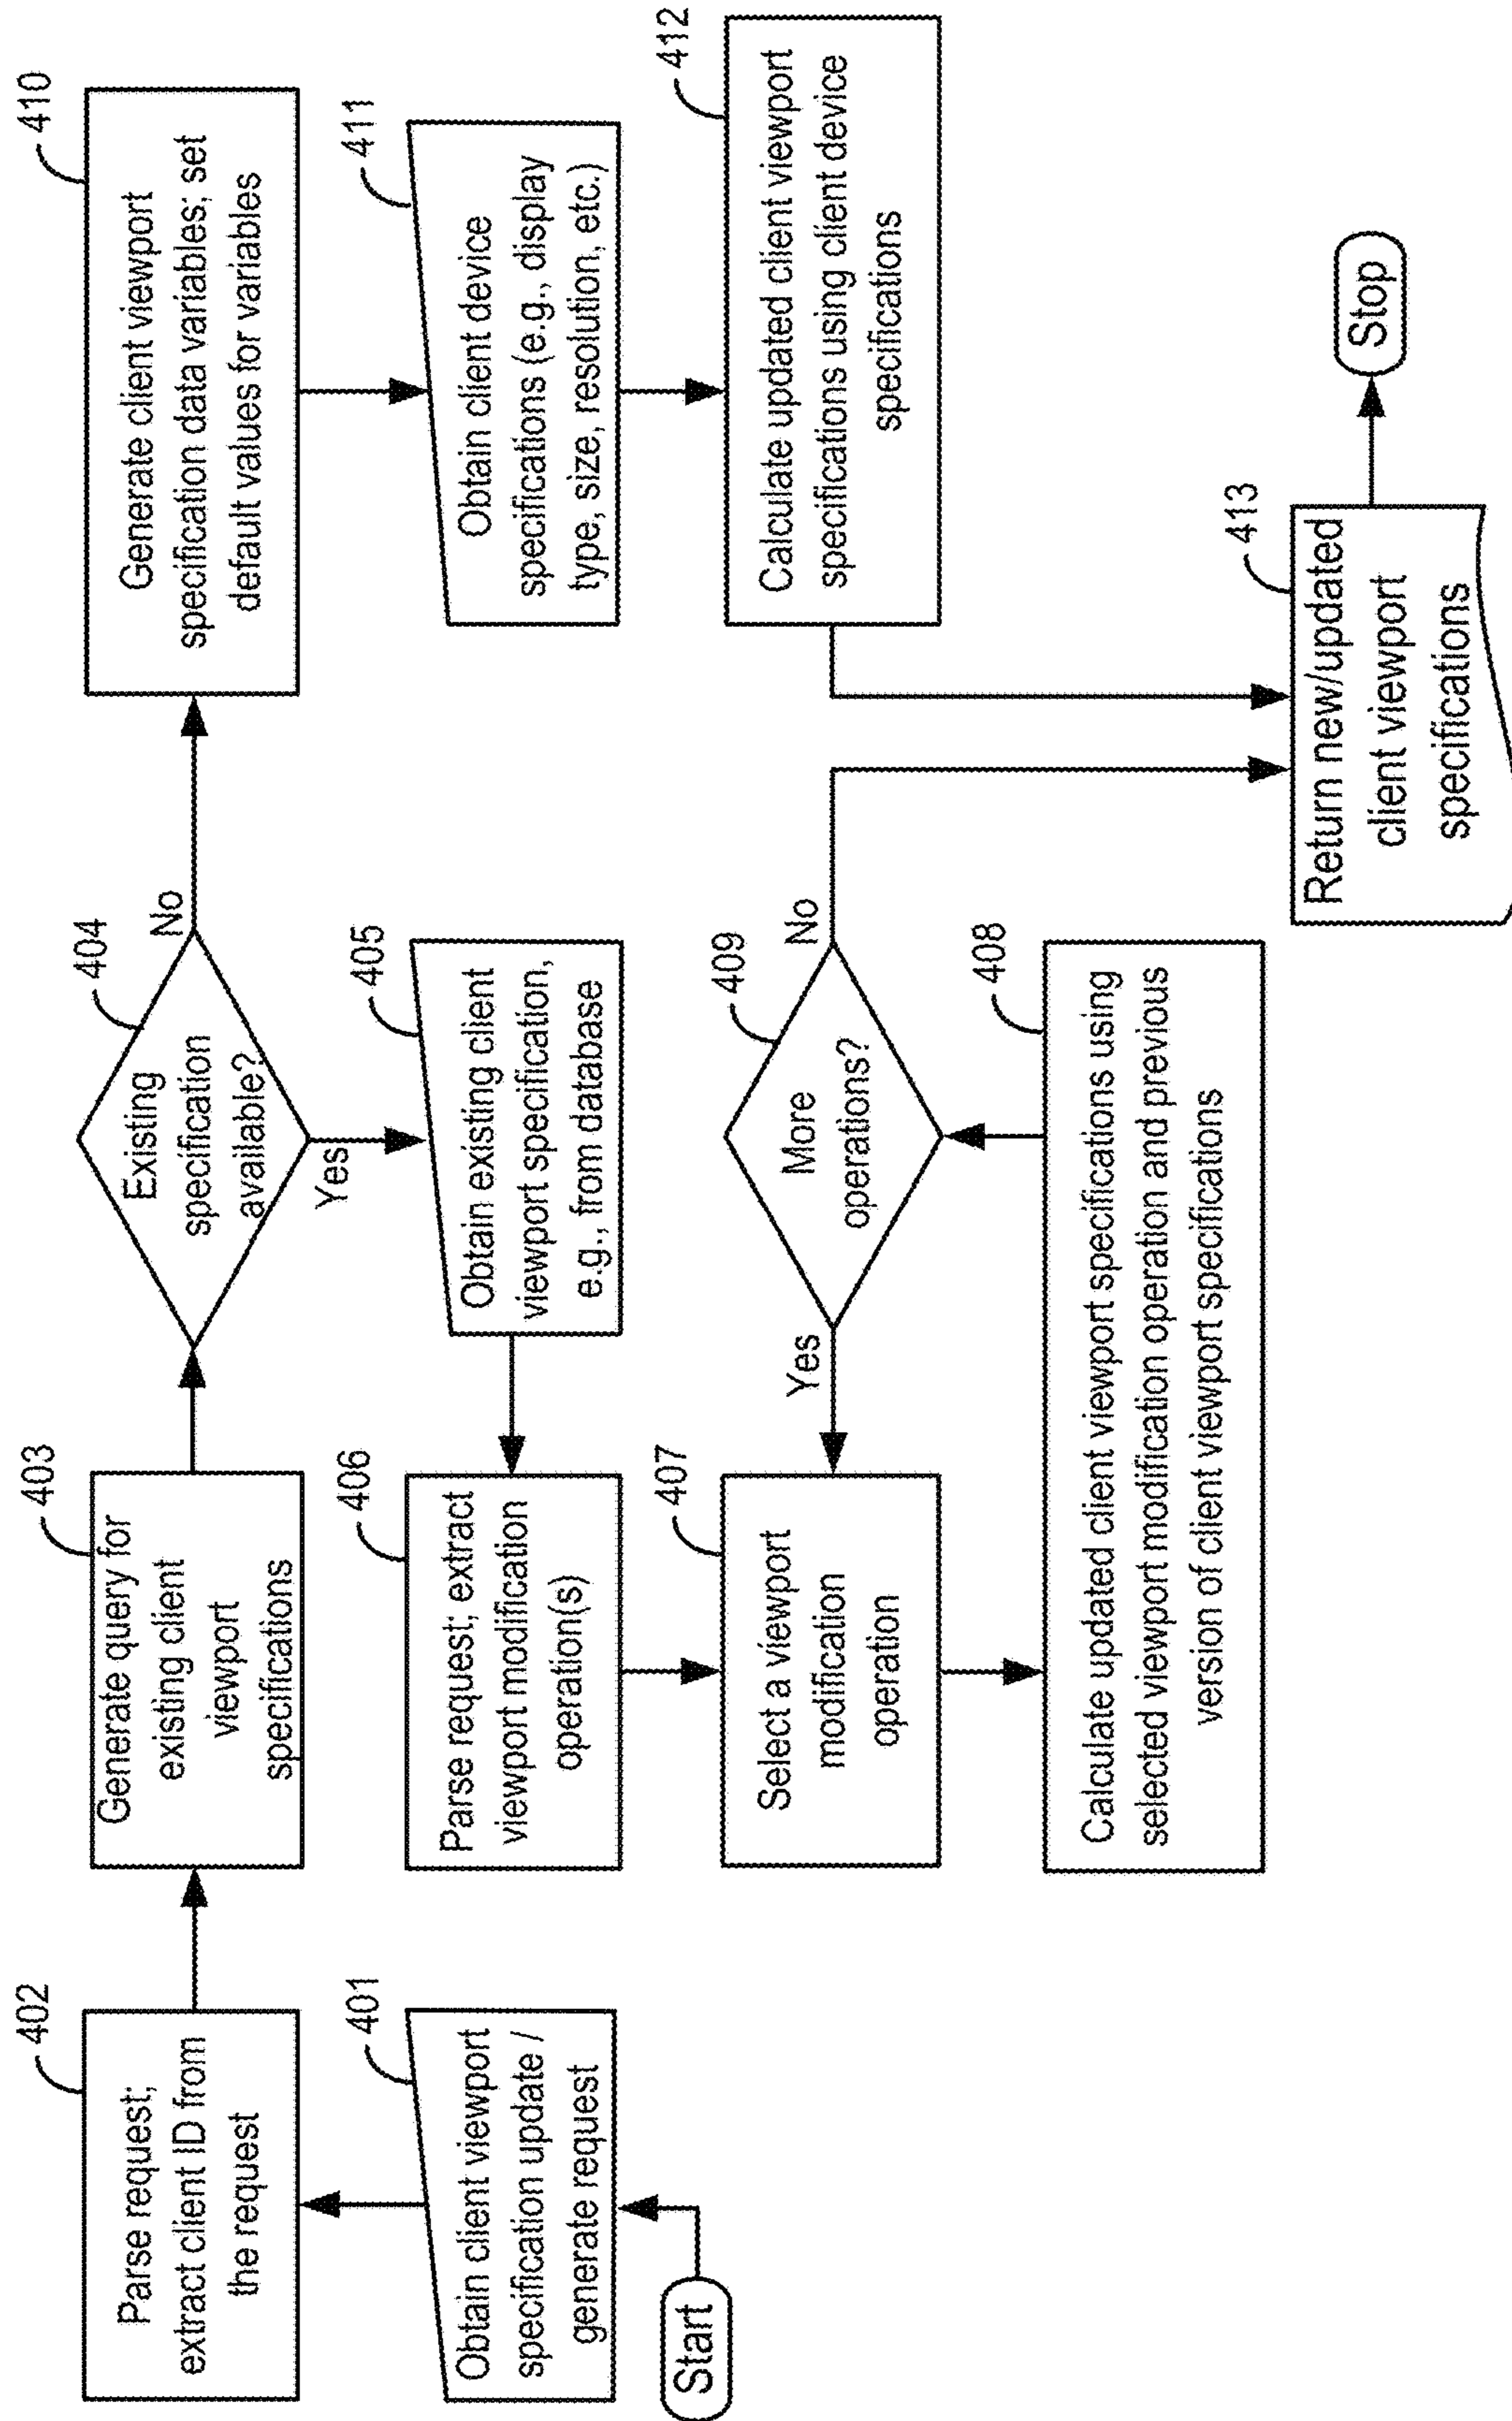 402
Parse request;
extract client ID from
the request
401
Obtain client viewport
specification update /
generate request
Start
403
Generate query for
existing client
viewport
specifications
404
Existing
specification
available?
No
Yes
405
Obtain existing client
viewport specification,
e.g., from database
406
Parse request; extract
viewport modification
operation(s)
407
Select a viewport
modification
operation
408
Calculate updated client viewport specifications using
selected viewport modification operation and previous
version of client viewport specifications
409
More
operations?
Yes
No
410
Generate client viewport
specification data variables; set
default values for variables
411
Obtain client device
specifications (e.g., display
type, size, resolution, etc.)
412
Calculate updated client viewport
specifications using client device
specifications
413
Return new/updated
client viewport
specifications
Stop